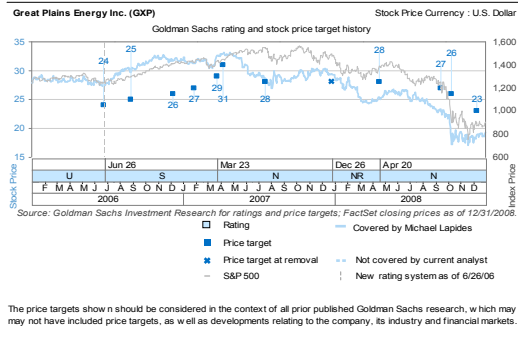 Great Plains Energy Inc. (GXP) Stock Price Currency : U.S. Dollar
Goldman Sachs rating and stock price target history
35 1,600
30 1,400
25 1,200
20 1,000
15 800
600
24 25 26 27 29 31 28 28 27 26 23
Stock Price
Index Price
Jun 26 Mar 23 Dec 26 Apr 20
U S N NR N
F M A M J J A S O N D J F M A M J J A S O N D J F M A M J J A S O N D
2006 2007 2008
Source: Goldman Sachs Investment Research for ratings and price targets; FactSet closing prices as of 12/31/2008.
Rating Covered by Michael Lapides
Price target
Price target at removal Not covered by current analyst
S&P 500 New rating system as of 6/26/06
The price targets shown should be considered in the context of all prior published Goldman Sachs research, which may
may not have included price targets, as well as developments relating to the company, its industry and financial markets.